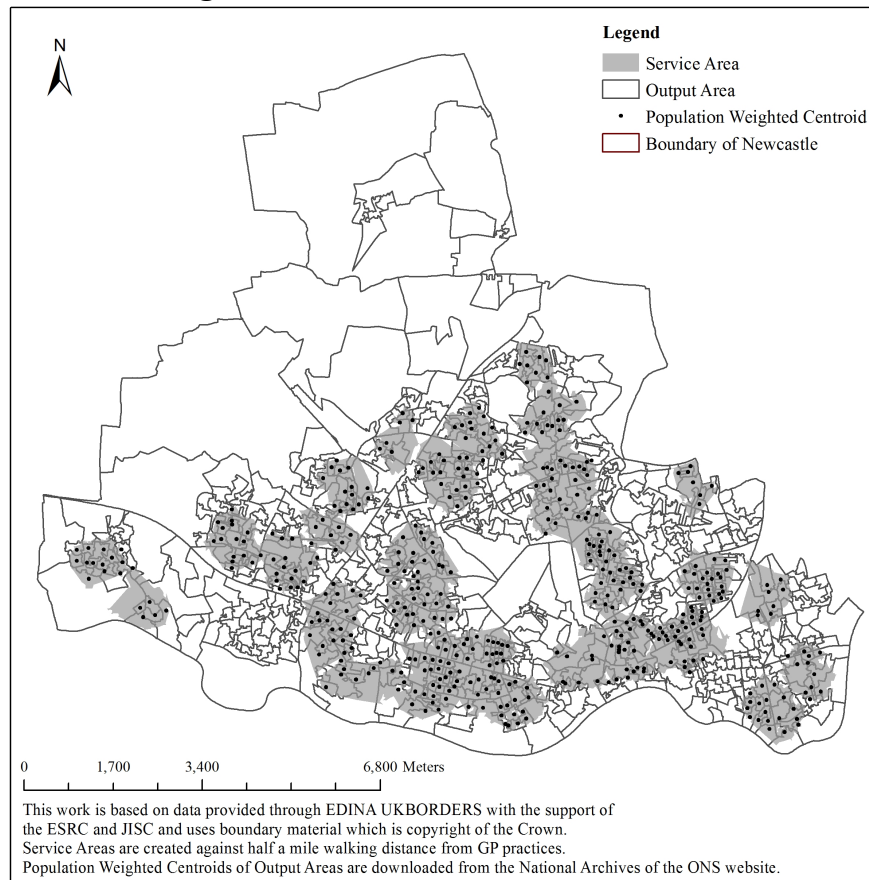 N
Legend
Service Area
Output Area
Population Weighted Centroid
Boundary of Newcastle
0 1,700 3,400 6,800 Meters
This work is based on data provided through EDINA UKBORDERS with the support of
the ESRC and JISC and uses boundary material which is copyright of the Crown.
Service Areas are created against half a mile walking distance from GP practices.
Population Weighted Centroids of Output Areas are downloaded from the National Archives of the ONS website.